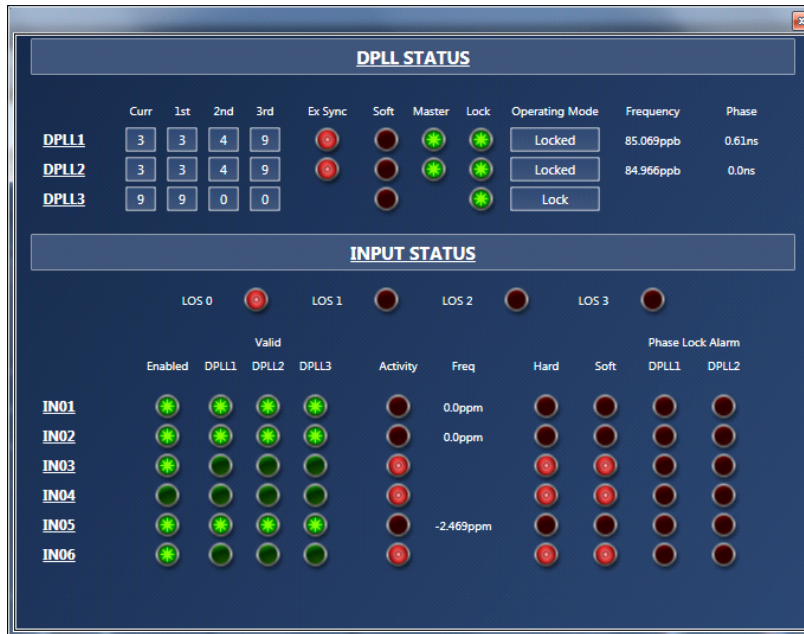 DPLL STATUS
Curr 1st 2nd 3rd Ex Sync Soft Master Lock Operating Mode Frequency Phase
DPLL1 3 3 4 9 Locked 85.069ppb 0.61ns
DPLL2 3 3 4 9 Locked 84.966ppb 0.0ns
DPLL3 9 9 0 0 Lock
INPUT STATUS
LOS 0 LOS 1 LOS 2 LOS 3
Valid Phase Lock Alarm
Enabled DPLL1 DPLL2 DPLL3 Activity Freq Hard Soft DPLL1 DPLL2
IN01 0.0ppm
IN02 0.0ppm
IN03
IN04
IN05 -2.469ppm
IN06